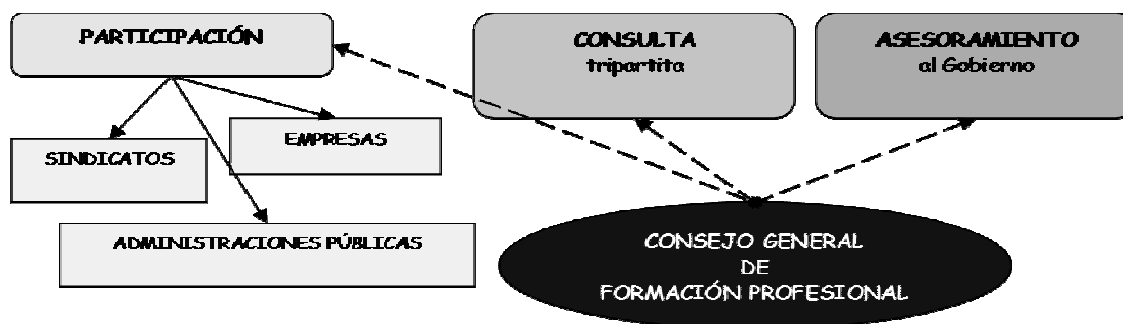 PARTICIPACIÓN
CONSULTA
tripartita
ASESORAMIENTO
al Gobierno
SINDICATOS
EMPRESAS
ADMINISTRACIONES PÚBLICAS
CONSEJO GENERAL
DE
FORMACIÓN PROFESIONAL